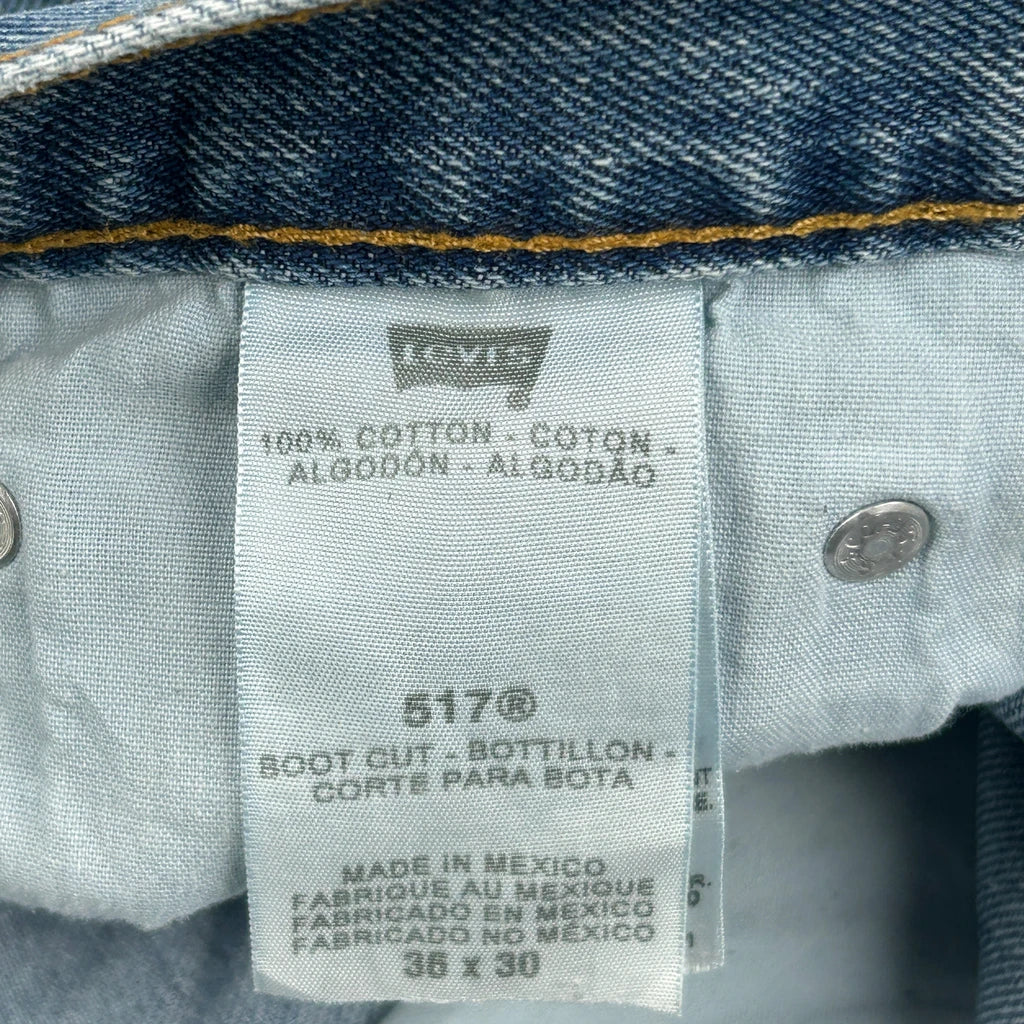 LEVI'S
100% COTTON - COTON -
ALGODÓN - ALGODÃO
517®
BOOT CUT - BOTTILLON -
CORTE PARA BOTA
MADE IN MEXICO
FABRIQUE AU MEXIQUE
FABRICADO EN MEXICO
FABRICADO NO MÉXICO
36 x 30